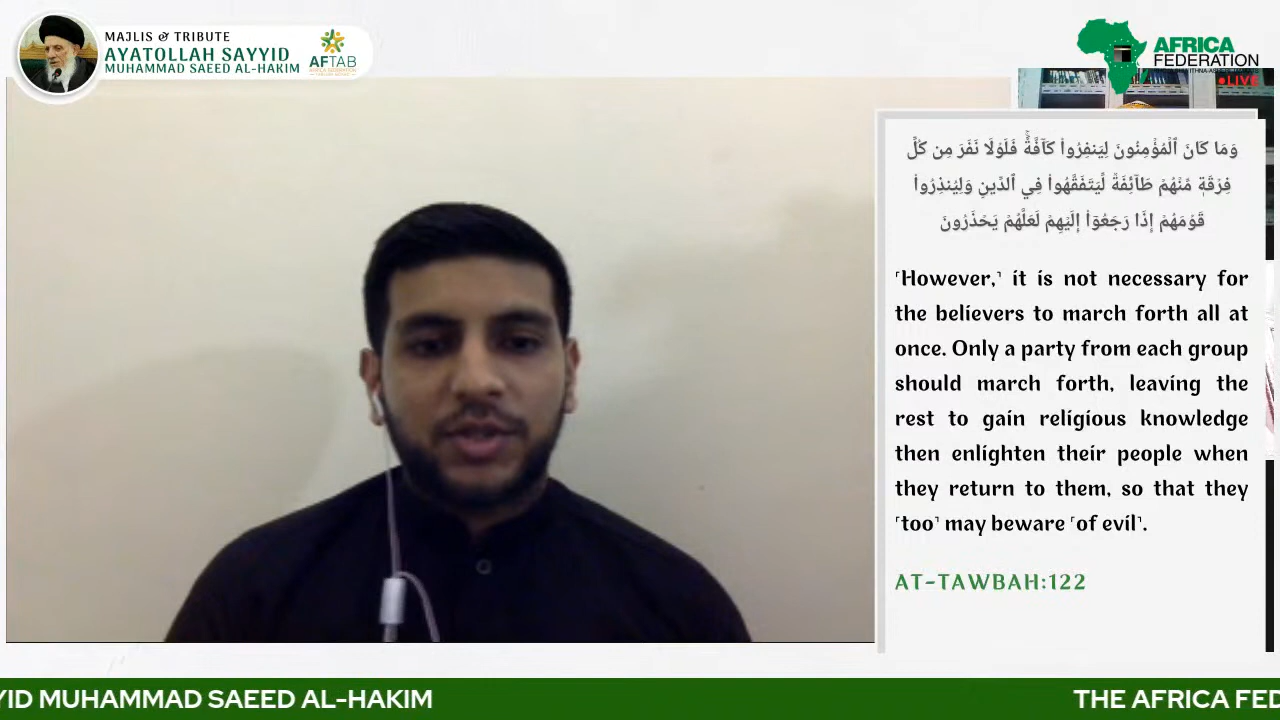 MAJLIS & TRIBUTE
AYATOLLAH SAYYID
MUHAMMAD SAEED AL-HAKIM
AFTAB
AFRICA
FEDERATION
LIVE
وَمَا كَانَ ٱلْمُؤْمِنُونَ لِيَنفِرُوا۟ كَآفَّةً ۚ فَلَوْلَا نَفَرَ مِن كُلِّ
فِرْقَةٍ مِّنْهُمْ طَآئِفَةٌ لِّيَتَفَقَّهُوا۟ فِي ٱلدِّينِ وَلِيُنذِرُوا۟
قَوْمَهُمْ إِذَا رَجَعُوٓا۟ إِلَيْهِمْ لَعَلَّهُمْ يَحْذَرُونَ
⸢However,⸣ it is not necessary for
the believers to march forth all at
once. Only a party from each group
should march forth, leaving the
rest to gain religious knowledge
then enlighten their people when
they return to them, so that they
⸢too⸣ may beware ⸢of evil⸣.
AT-TAWBAH:122
YID MUHAMMAD SAEED AL-HAKIM
THE AFRICA FED